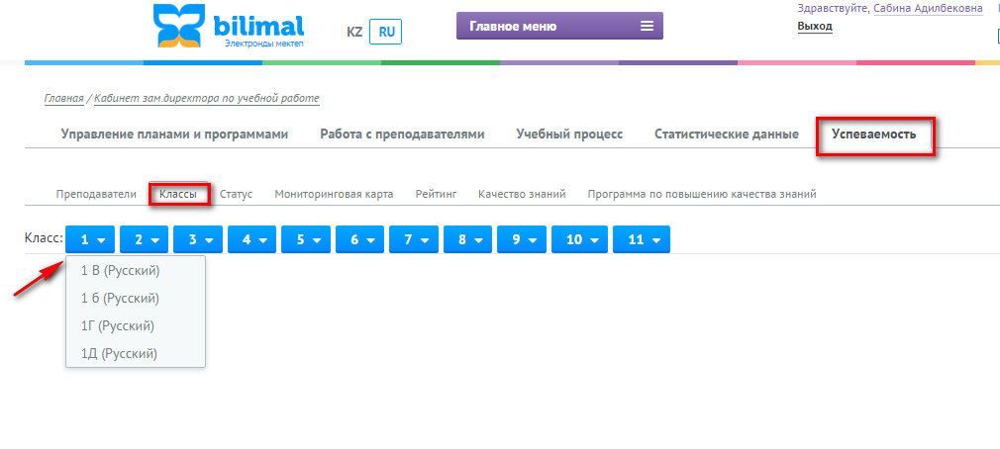 bilimal
Электронды мектеп
KZ RU
Главное меню
Здравствуйте, Сабина Адилбековна
Выход
Главная / Кабинет зам.директора по учебной работе
Управление планами и программами Работа с преподавателями Учебный процесс Статистические данные Успеваемость
Преподаватели Классы Статус Мониторинговая карта Рейтинг Качество знаний Программа по повышению качества знаний
Класс: 1 2 3 4 5 6 7 8 9 10 11
1 В (Русский)
1 б (Русский)
1Г (Русский)
1Д (Русский)